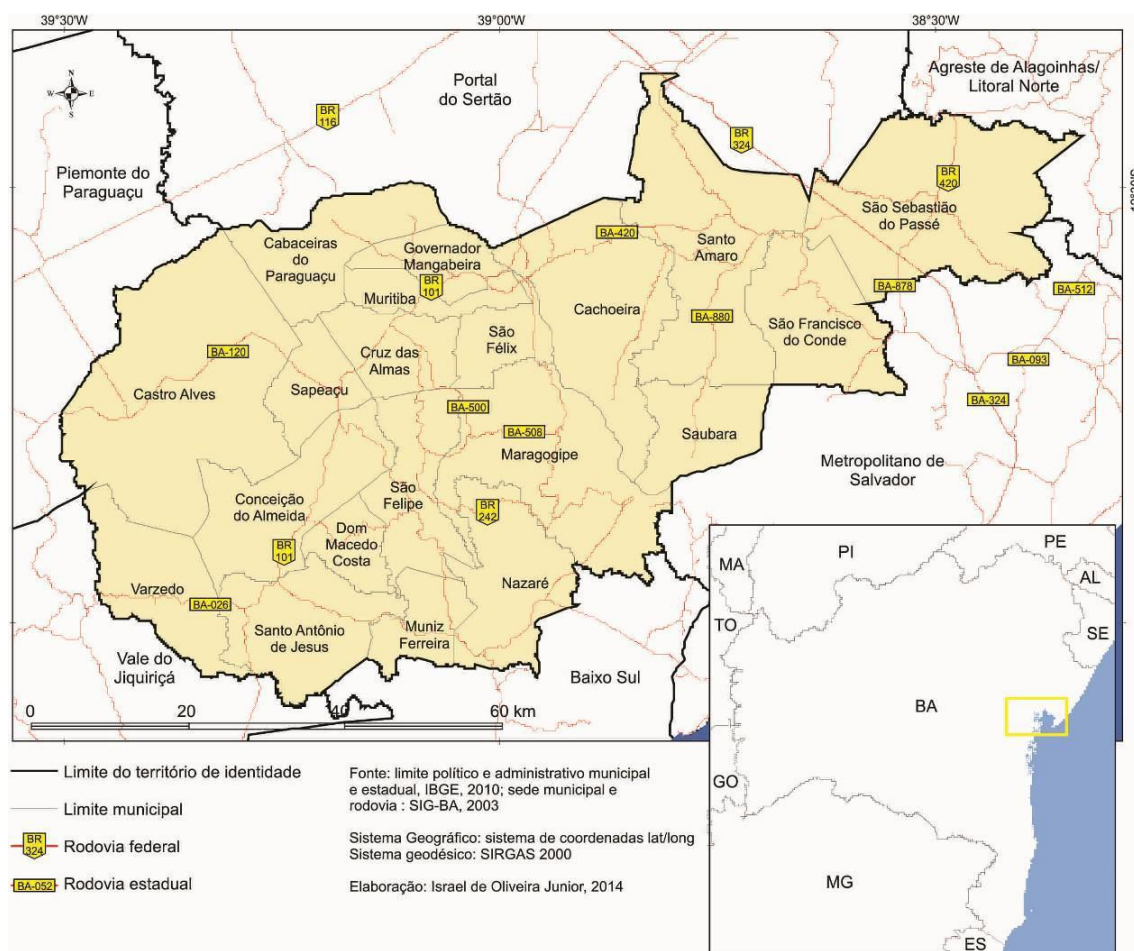 39°30'W
39°00'W
38°30'W
N
W E
S
Portal
do Sertão
Agreste de Alagoinhas/
Litoral Norte
BR
116
BR
324
Piemonte do
Paraguaçu
BR
420
São Sebastião
do Passé
Cabaceiras
do
Paraguaçu
Governador
Mangabeira
BA-420
Santo
Amaro
BR
101
Muritiba
BA-878
BA-512
Cachoeira
BA-880
São Francisco
do Conde
São
Félix
Cruz das
Almas
BA-120
BA-093
Castro Alves
Sapeaçu
BA-500
BA-324
BA-508
Maragogipe
Saubara
Metropolitano de
Salvador
Conceição
do Almeida
São
Felipe
BR
242
Dom
Macedo
Costa
BR
101
Varzedo
BA-026
Nazaré
Santo Antônio
de Jesus
Muniz
Ferreira
Vale do
Jiquiriçá
Baixo Sul
0 20 40 60 km
MA
PI
PE
AL
TO
SE
BA
GO
MG
ES
Limite do território de identidade
Limite municipal
BR
324
Rodovia federal
BA-052
Rodovia estadual
Fonte: limite político e administrativo municipal
e estadual, IBGE, 2010; sede municipal e
rodovia : SIG-BA, 2003
Sistema Geográfico: sistema de coordenadas lat/long
Sistema geodésico: SIRGAS 2000
Elaboração: Israel de Oliveira Junior, 2014